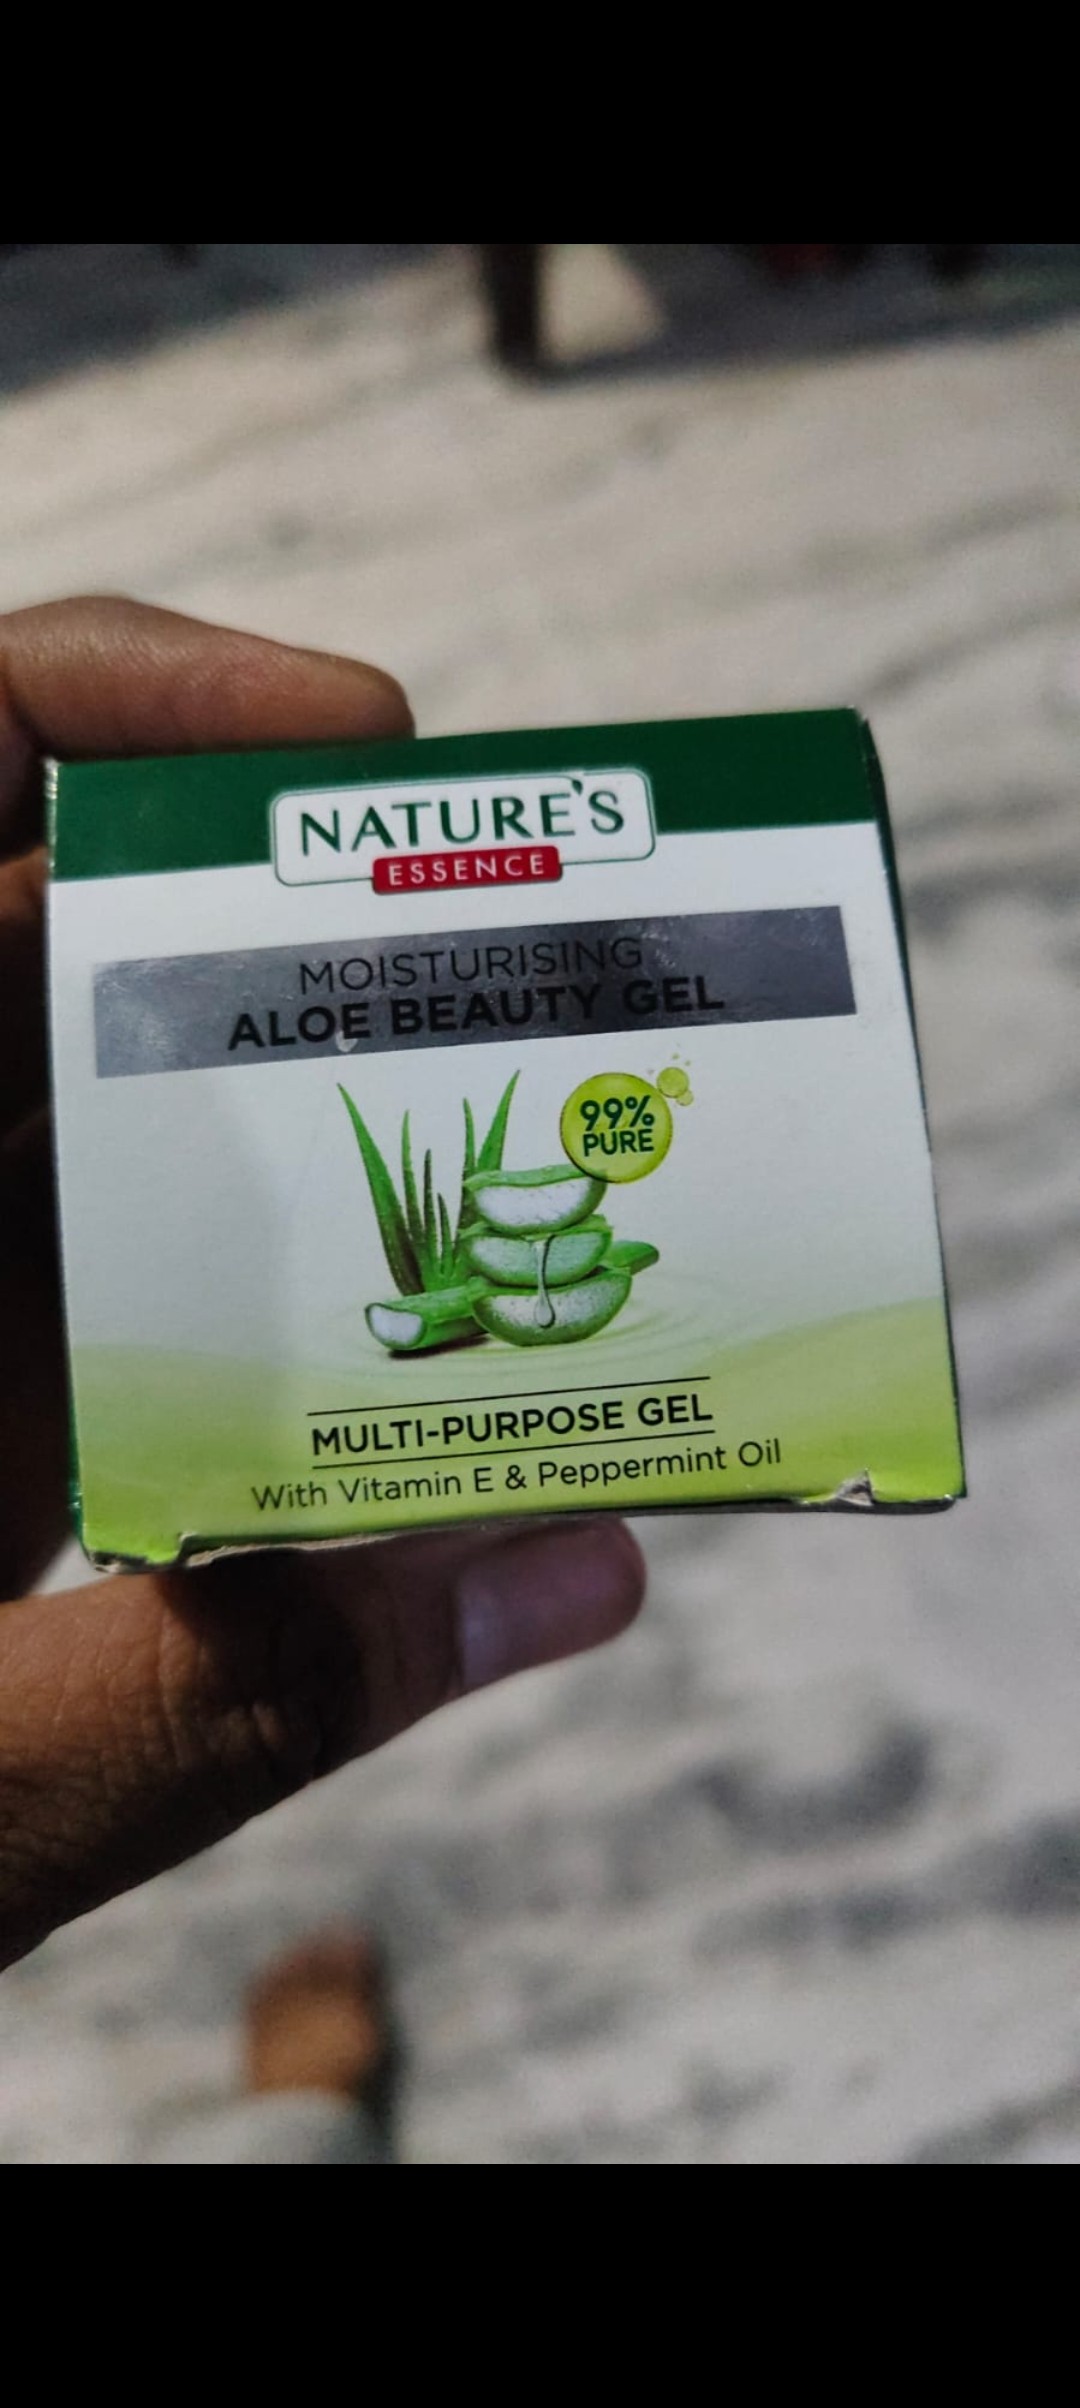 NATURE'S
ESSENCE
MOISTURISING
ALOE BEAUTY GEL
99%
PURE
MULTI-PURPOSE GEL
With Vitamin E & Peppermint Oil